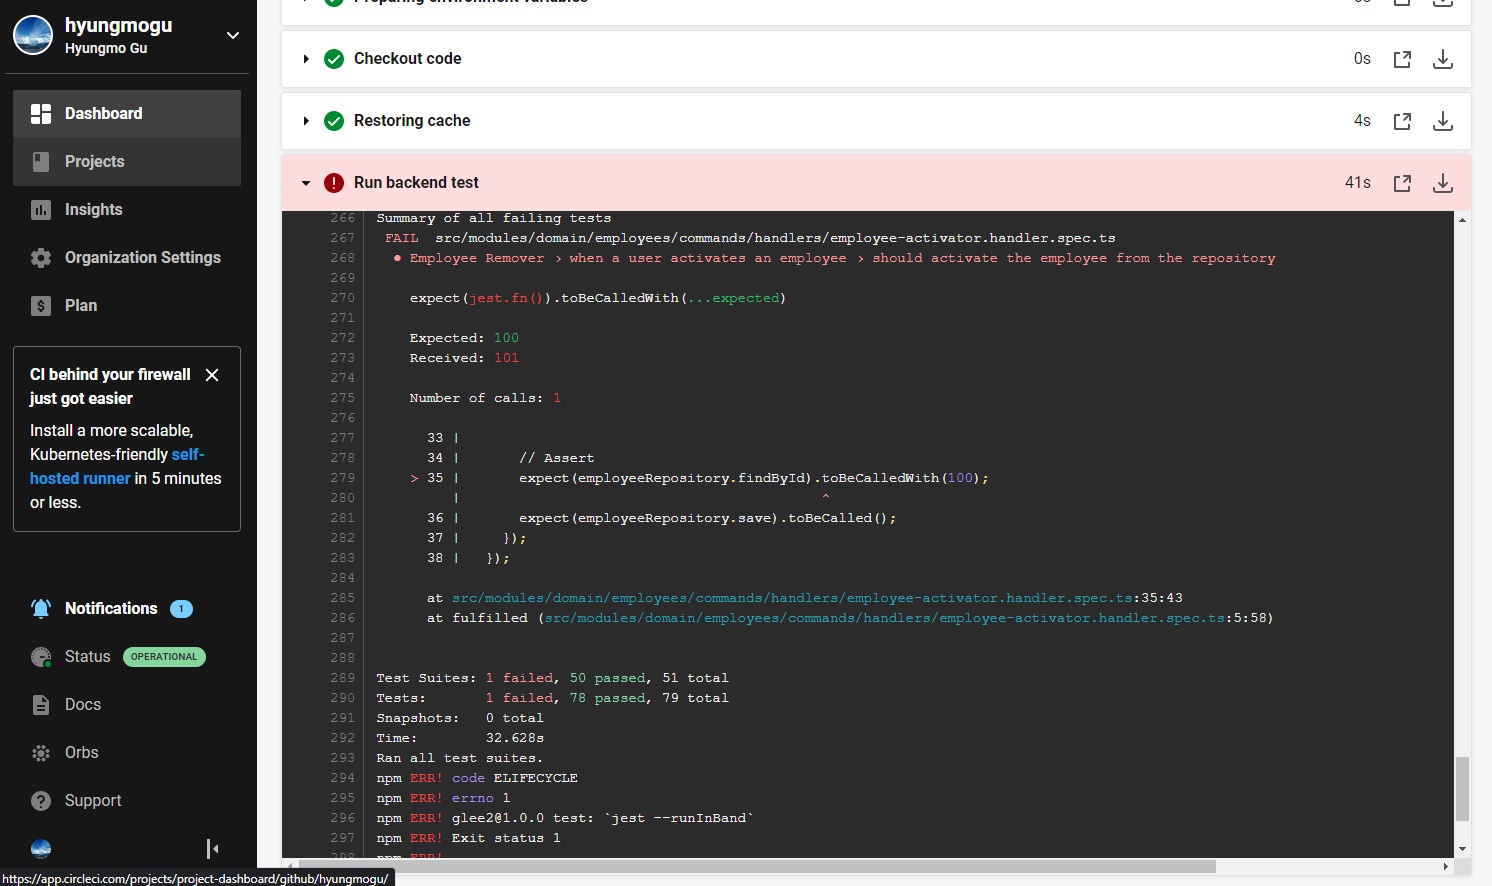 hyungmogu
Hyungmo Gu
Dashboard
Projects
Insights
Organization Settings
Plan
CI behind your firewall
just got easier
Install a more scalable,
Kubernetes-friendly self-
hosted runner in 5 minutes
or less.
Notifications 1
Status OPERATIONAL
Docs
Orbs
Support
https://app.circleci.com/projects/project-dashboard/github/hyungmogu/
Preparing environment variables 0s
Checkout code 0s
Restoring cache 4s
Run backend test 41s
266 Summary of all failing tests
267 FAIL src/modules/domain/employees/commands/handlers/employee-activator.handler.spec.ts
268 ● Employee Remover › when a user activates an employee › should activate the employee from the repository
269
270 expect(jest.fn()).toBeCalledWith(...expected)
271
272 Expected: 100
273 Received: 101
274
275 Number of calls: 1
276
277 33 |
278 34 | // Assert
279 > 35 | expect(employeeRepository.findById).toBeCalledWith(100);
280 | ^
281 36 | expect(employeeRepository.save).toBeCalled();
282 37 | });
283 38 | });
284
285 at src/modules/domain/employees/commands/handlers/employee-activator.handler.spec.ts:35:43
286 at fulfilled (src/modules/domain/employees/commands/handlers/employee-activator.handler.spec.ts:5:58)
287
288
289 Test Suites: 1 failed, 50 passed, 51 total
290 Tests: 1 failed, 78 passed, 79 total
291 Snapshots: 0 total
292 Time: 32.628s
293 Ran all test suites.
294 npm ERR! code ELIFECYCLE
295 npm ERR! errno 1
296 npm ERR! glee2@1.0.0 test: `jest --runInBand`
297 npm ERR! Exit status 1
298 npm ERR!